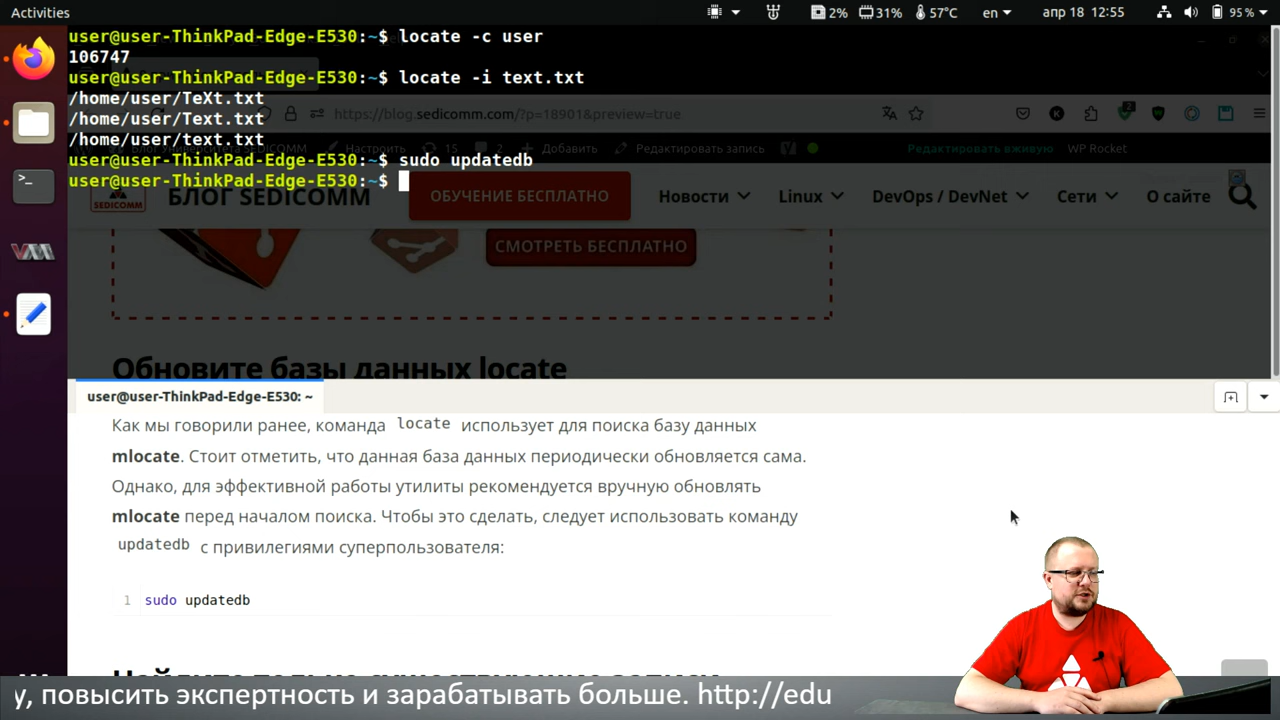 Activities
2%
31%
57°C
en
апр 18 12:55
95 %
user@user-ThinkPad-Edge-E530:~$ locate -c user
106747
user@user-ThinkPad-Edge-E530:~$ locate -i text.txt
/home/user/TeXt.txt
/home/user/Text.txt
https://blog.sedicomm.com/?p=18901&preview=true
/home/user/text.txt
Настроить
15
2
Добавить
Редактировать запись
Редактировать вживую
WP Rocket
user@user-ThinkPad-Edge-E530:~$ sudo updatedb
user@user-ThinkPad-Edge-E530:~$
SEDICOMM
БЛОГ SEDICOMM
ОБУЧЕНИЕ БЕСПЛАТНО
Новости
Linux
DevOps / DevNet
Сети
О сайте
СМОТРЕТЬ БЕСПЛАТНО
Обновите базы данных locate
user@user-ThinkPad-Edge-E530: ~
Как мы говорили ранее, команда locate использует для поиска базу данных
mlocate. Стоит отметить, что данная база данных периодически обновляется сама.
Однако, для эффективной работы утилиты рекомендуется вручную обновлять
mlocate перед началом поиска. Чтобы это сделать, следует использовать команду
updatedb с привилегиями суперпользователя:
1 sudo updatedb
у, повысить экспертность и зарабатывать больше. http://edu